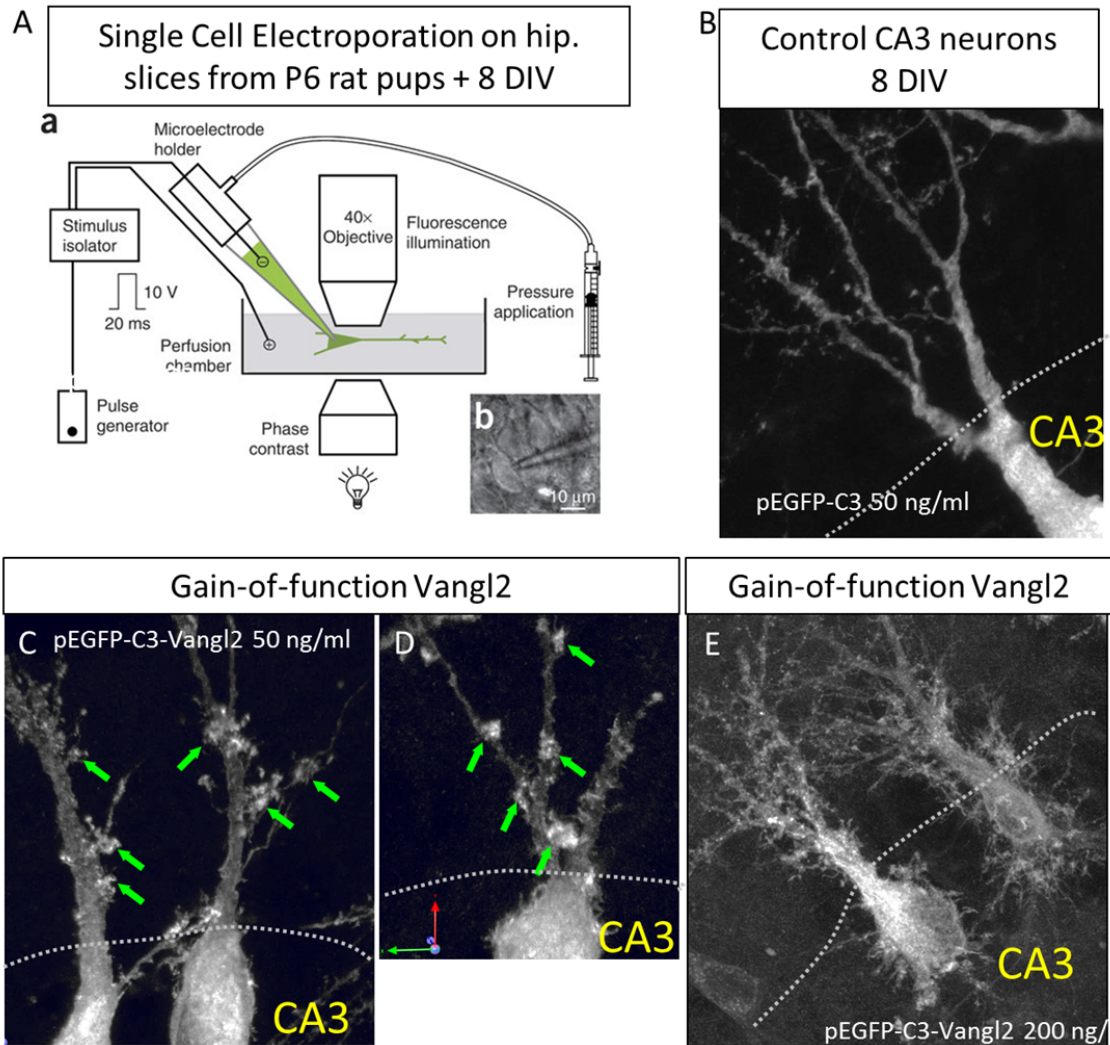 A
Single Cell Electroporation on hip.
slices from P6 rat pups + 8 DIV
a
Microelectrode
holder
Stimulus
isolator
10 V
20 ms
Pulse
generator
40×
Objective
Fluorescence
illumination
Pressure
application
Perfusion
chamber
Phase
contrast
b
10 µm
B
Control CA3 neurons
8 DIV
CA3
pEGFP-C3 50 ng/ml
Gain-of-function Vangl2
C
pEGFP-C3-Vangl2 50 ng/ml
CA3
D
CA3
Gain-of-function Vangl2
E
CA3
pEGFP-C3-Vangl2 200 ng/